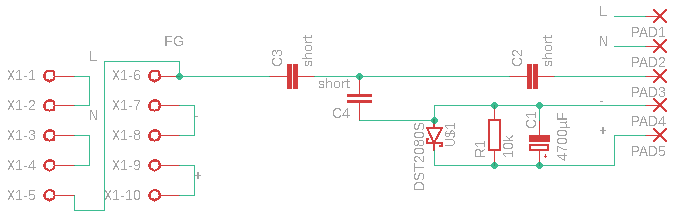 L
FG
C3
short
C2
short
L
N
PAD1
X1-1
X1-6
short
PAD2
X1-2
X1-7
C4
PAD3
N
-
-
X1-3
X1-8
DST2080S
U$1
R1
10k
C1
4700µF
+
PAD4
X1-4
X1-9
PAD5
+
X1-5
X1-10